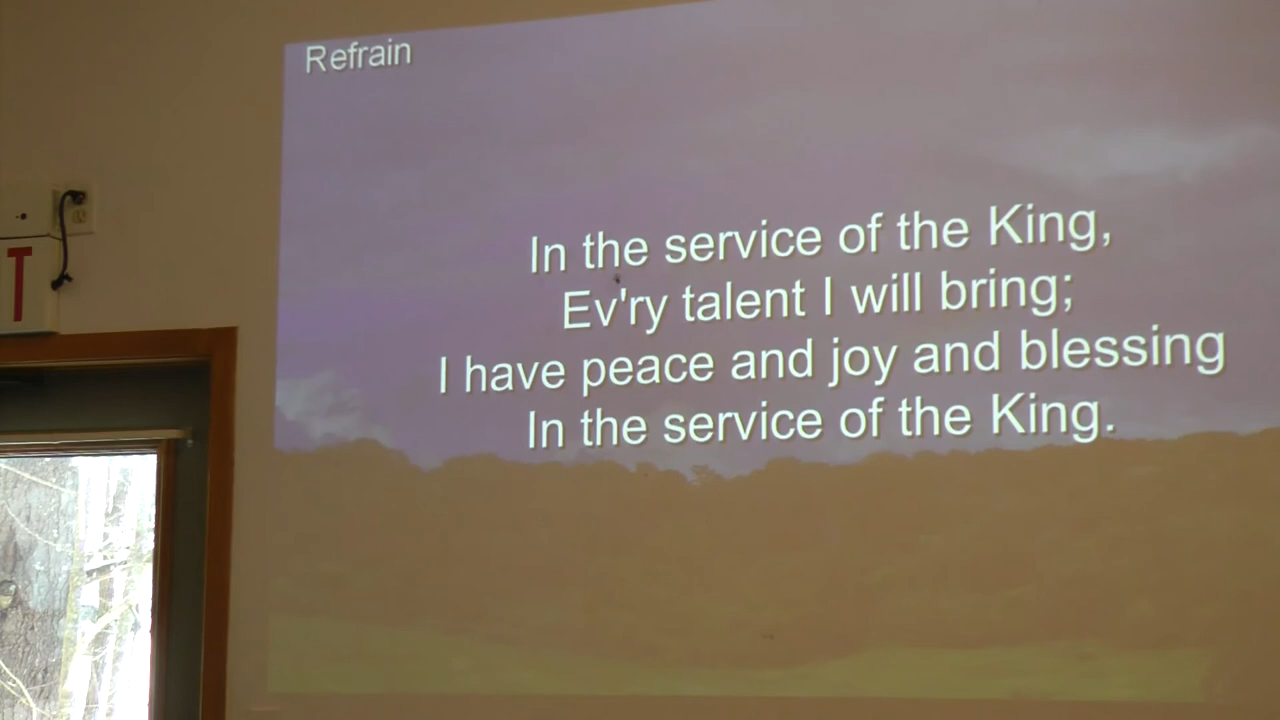 Refrain
In the service of the King,
Ev'ry talent I will bring;
I have peace and joy and blessing
In the service of the King.
T